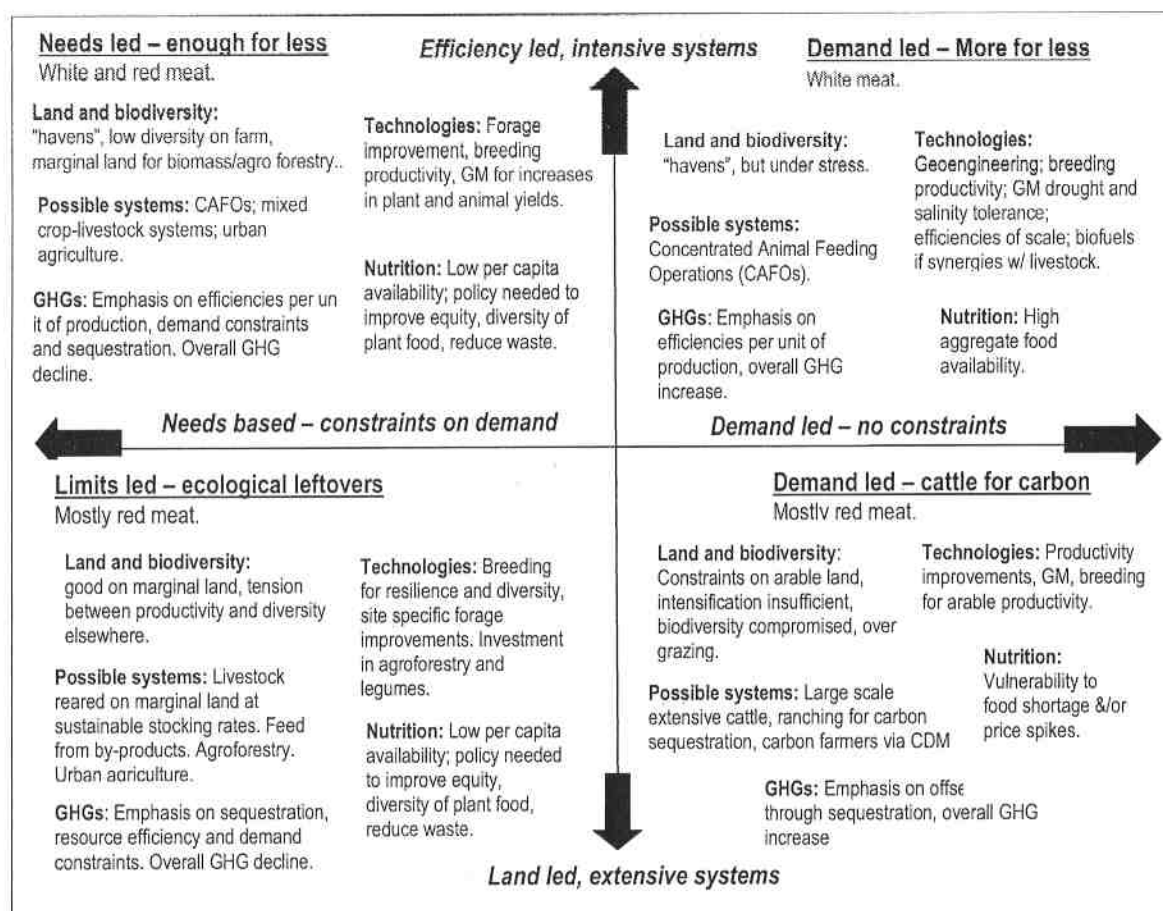 Efficiency led, intensive systems
Needs led – enough for less
White and red meat.
Land and biodiversity:
"havens", low diversity on farm,
marginal land for biomass/agro forestry..
Possible systems: CAFOs; mixed
crop-livestock systems; urban
agriculture.
GHGs: Emphasis on efficiencies per un
it of production, demand constraints
and sequestration. Overall GHG
decline.
Technologies: Forage
improvement, breeding
productivity, GM for increases
in plant and animal yields.
Nutrition: Low per capita
availability; policy needed to
improve equity, diversity of
plant food, reduce waste.
Demand led – More for less
White meat.
Land and biodiversity:
"havens", but under stress.
Possible systems:
Concentrated Animal Feeding
Operations (CAFOs).
GHGs: Emphasis on
efficiencies per unit of
production, overall GHG
increase.
Technologies:
Geoengineering; breeding
productivity; GM drought and
salinity tolerance;
efficiencies of scale; biofuels
if synergies w/ livestock.
Nutrition: High
aggregate food
availability.
Needs based – constraints on demand
Demand led – no constraints
Limits led – ecological leftovers
Mostly red meat.
Land and biodiversity:
good on marginal land, tension
between productivity and diversity
elsewhere.
Possible systems: Livestock
reared on marginal land at
sustainable stocking rates. Feed
from by-products. Agroforestry.
Urban agriculture.
GHGs: Emphasis on sequestration,
resource efficiency and demand
constraints. Overall GHG decline.
Technologies: Breeding
for resilience and diversity,
site specific forage
improvements. Investment
in agroforestry and
legumes.
Nutrition: Low per capita
availability; policy needed
to improve equity,
diversity of plant food,
reduce waste.
Demand led – cattle for carbon
Mostly red meat.
Land and biodiversity:
Constraints on arable land,
intensification insufficient,
biodiversity compromised, over
grazing.
Possible systems: Large scale
extensive cattle, ranching for carbon
sequestration, carbon farmers via CDM
GHGs: Emphasis on offse
through sequestration, overall GHG
increase
Technologies: Productivity
improvements, GM, breeding
for arable productivity.
Nutrition:
Vulnerability to
food shortage &/or
price spikes.
Land led, extensive systems